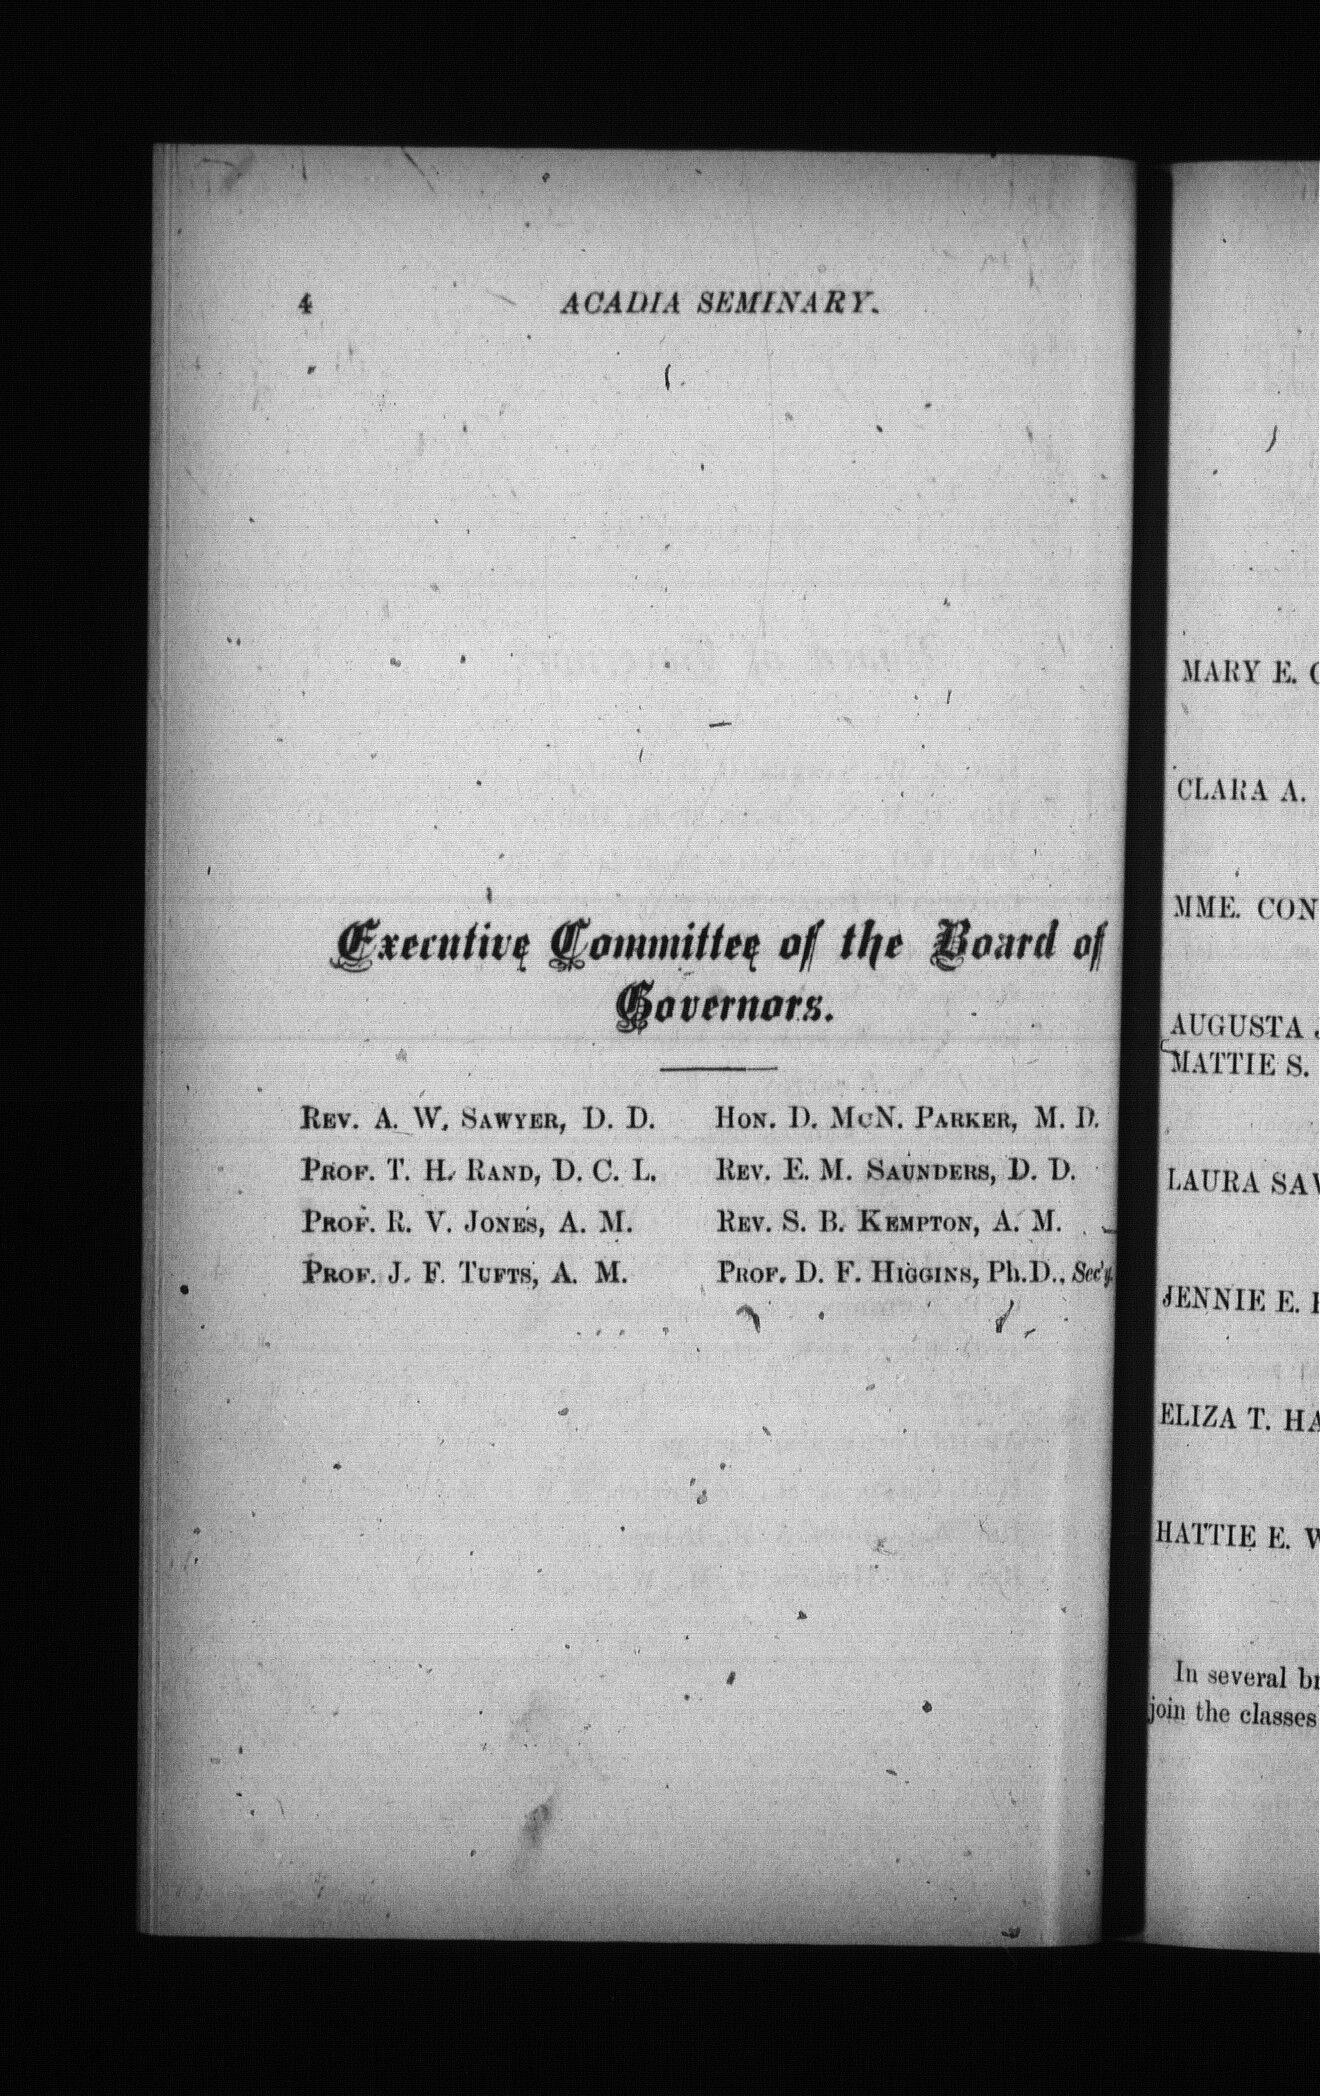 4 ACADIA SEMINARY.
Executive Committee of the Board of
Governors.
REV. A. W. SAWYER, D. D. HON. D. MCN. PARKER, M. D.
PROF. T. H. RAND, D. C. L. REV. E. M. SAUNDERS, D. D.
PROF. R. V. JONES, A. M. REV. S. B. KEMPTON, A. M.
PROF. J. F. TUFTS, A. M. PROF. D. F. HIGGINS, Ph.D., Sec'y.
MARY E.
CLARA A.
MME. CON
AUGUSTA
MATTIE S.
LAURA SAW
JENNIE E.
ELIZA T. HA
HATTIE E. W
In several br
join the classes